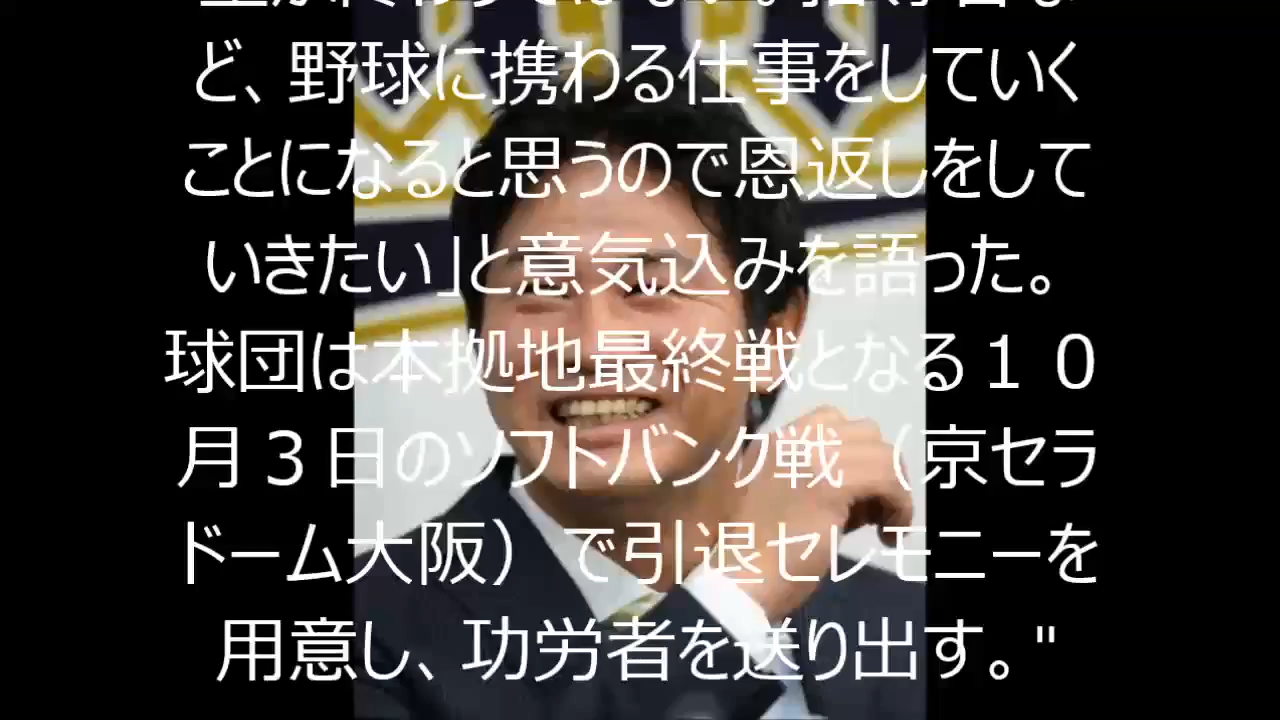 ど、野球に携わる仕事をしていく
ことになると思うので恩返しをして
いきたい」と意気込みを語った。
球団は本拠地最終戦となる１０
月３日のソフトバンク戦（京セラ
ドーム大阪）で引退セレモニーを
用意し、功労者を送り出す。"